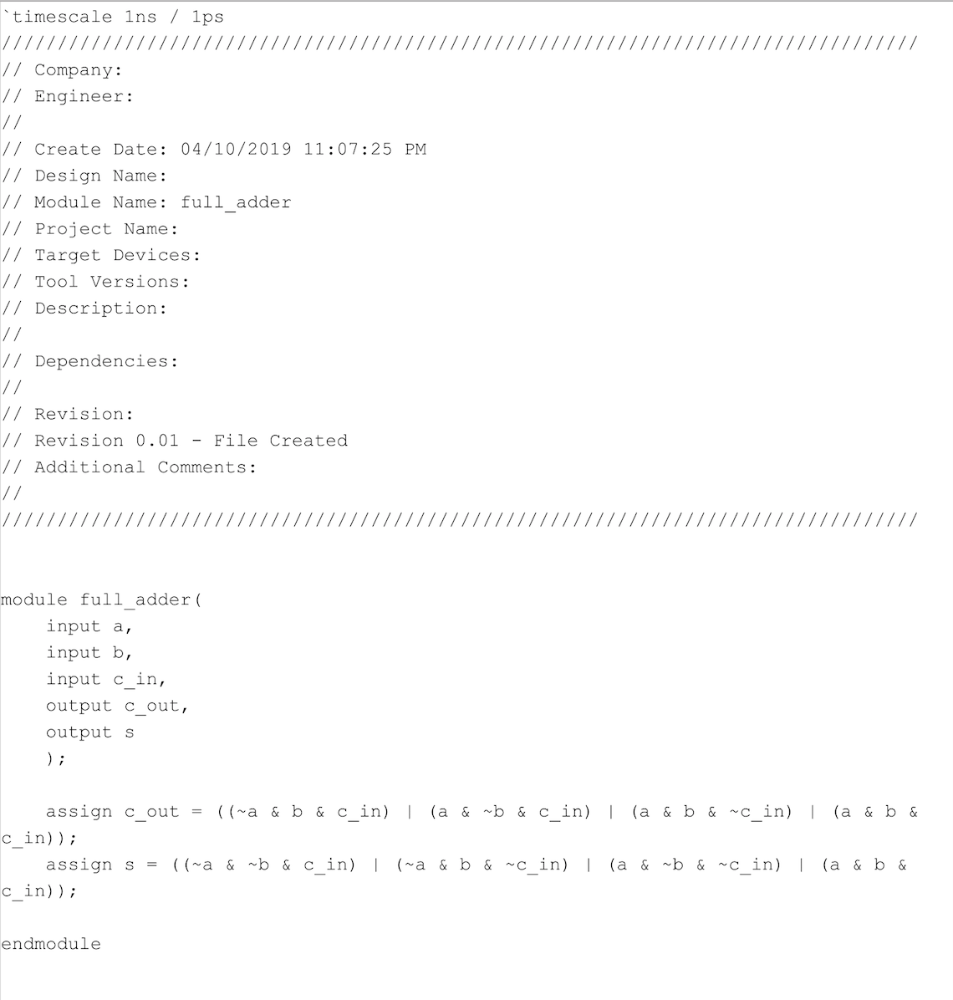 `timescale 1ns / 1ps
//////////////////////////////////////////////////////////////////////////////////
// Company:
// Engineer:
//
// Create Date: 04/10/2019 11:07:25 PM
// Design Name:
// Module Name: full_adder
// Project Name:
// Target Devices:
// Tool Versions:
// Description:
//
// Dependencies:
//
// Revision:
// Revision 0.01 - File Created
// Additional Comments:
//
//////////////////////////////////////////////////////////////////////////////////
module full_adder(
    input a,
    input b,
    input c_in,
    output c_out,
    output s
    );
    assign c_out = ((~a & b & c_in) | (a & ~b & c_in) | (a & b & ~c_in) | (a & b &
c_in));
    assign s = ((~a & ~b & c_in) | (~a & b & ~c_in) | (a & ~b & ~c_in) | (a & b &
c_in));
endmodule